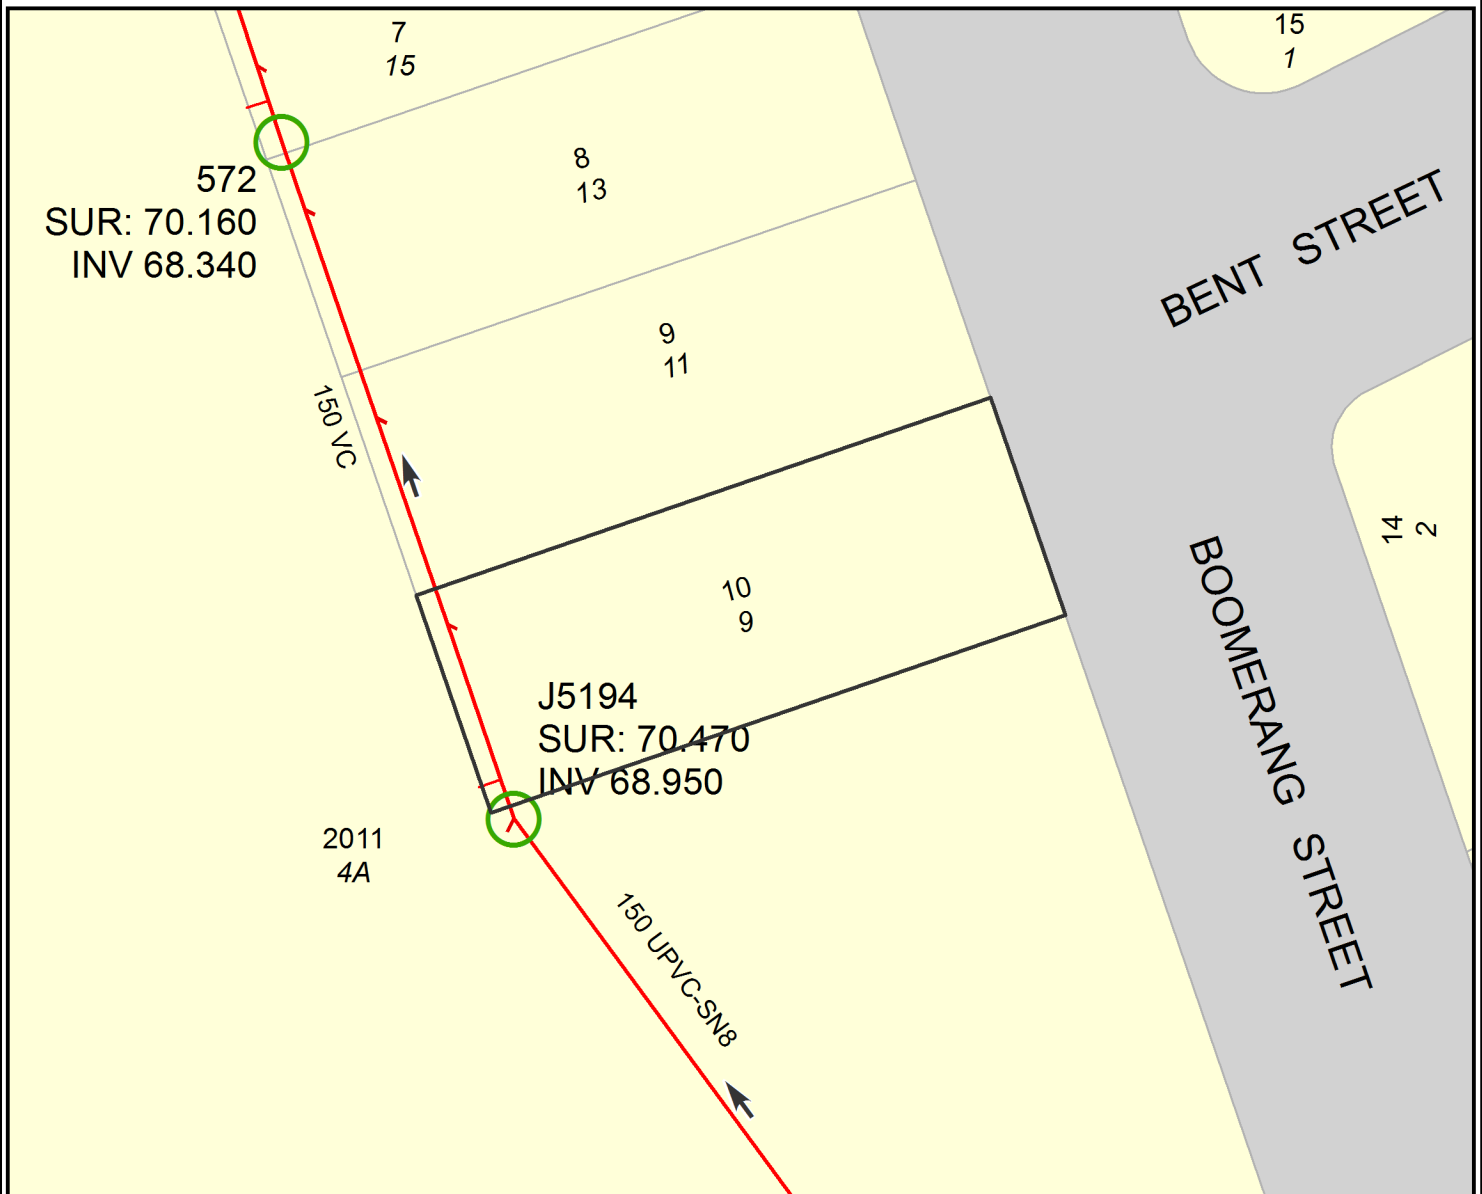 7
15
15
1
8
13
572
SUR: 70.160
INV 68.340
BENT STREET
9
11
150 VC
14
2
10
9
BOOMERANG STREET
J5194
SUR: 70.470
INV 68.950
2011
4A
150 UPVC-SN8